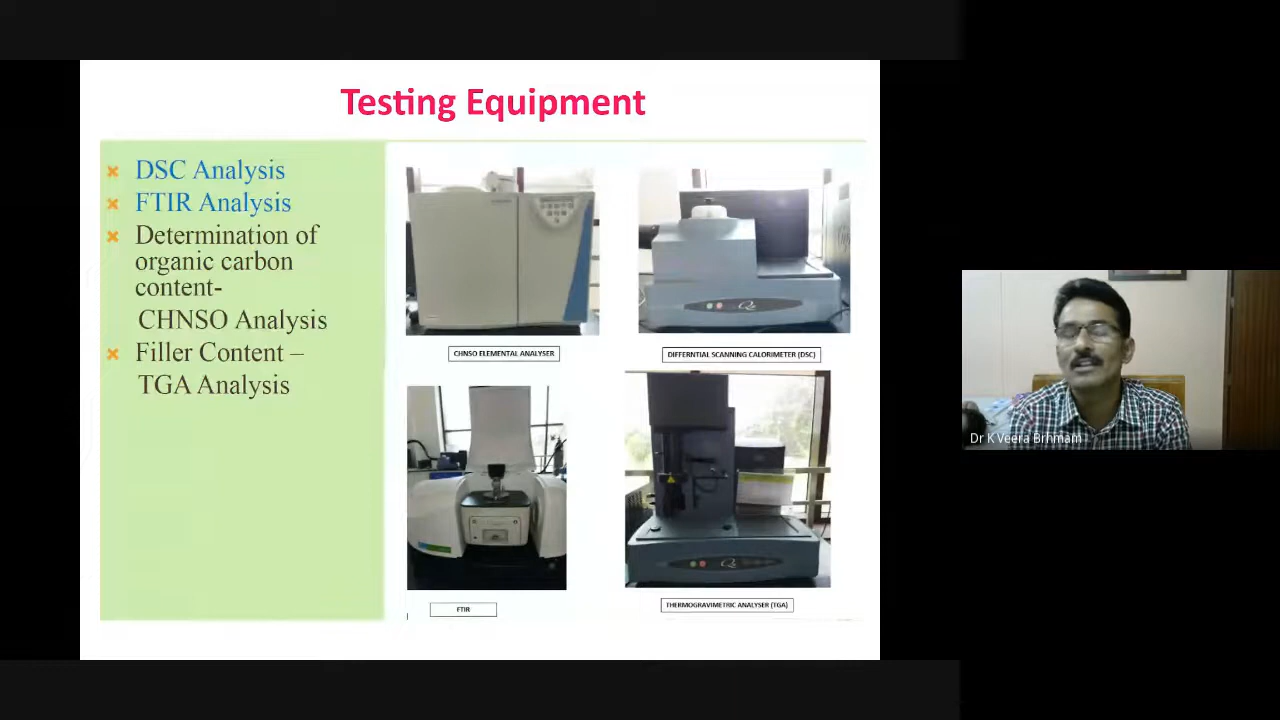 Testing Equipment
DSC Analysis
FTIR Analysis
Determination of
organic carbon
content-
CHNSO Analysis
Filler Content –
TGA Analysis
CHNSO ELEMENTAL ANALYSER
DIFFERNTIAL SCANNING CALORIMETER (DSC)
FTIR
THERMOGRAVIMETRIC ANALYSER (TGA)
Dr K Veera Brhmam